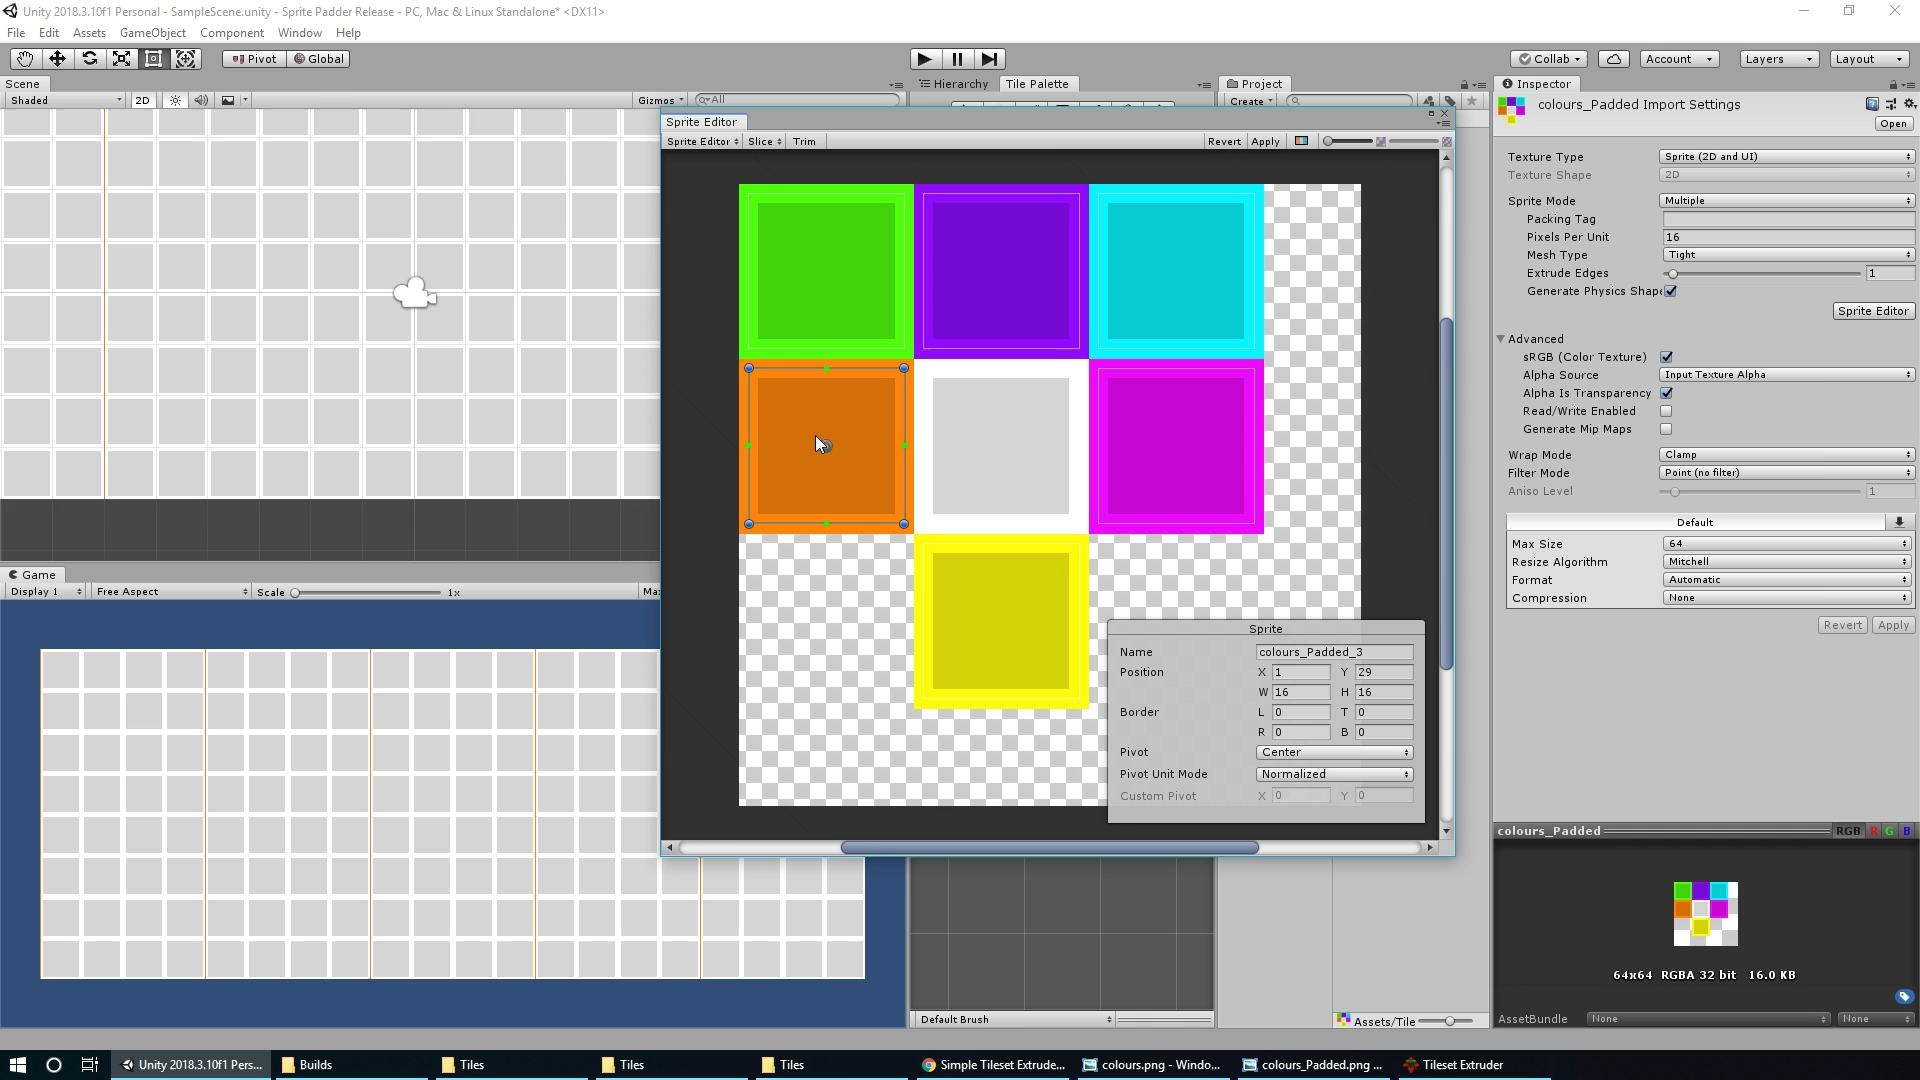 Unity 2018.3.10f1 Personal - SampleScene.unity - Sprite Padder Release - PC, Mac & Linux Standalone* <DX11>
File Edit Assets GameObject Component Window Help
Pivot Global Collab Account Layers Layout
Scene Hierarchy Tile Palette Project Inspector
Shaded 2D Gizmos All Create
colours_Padded Import Settings
Open
Sprite Editor
Sprite Editor Slice Trim Revert Apply
Texture Type Sprite (2D and UI)
Texture Shape 2D
Sprite Mode Multiple
Packing Tag
Pixels Per Unit 16
Mesh Type Tight
Extrude Edges 1
Generate Physics Shape
Sprite Editor
Advanced
sRGB (Color Texture)
Alpha Source Input Texture Alpha
Alpha Is Transparency
Read/Write Enabled
Generate Mip Maps
Wrap Mode Clamp
Filter Mode Point (no filter)
Aniso Level 1
Default
Max Size 64
Resize Algorithm Mitchell
Format Automatic
Compression None
Revert Apply
Game
Display 1 Free Aspect Scale 1x Max
Sprite
Name colours_Padded_3
Position X 1 Y 29
W 16 H 16
Border L 0 T 0
R 0 B 0
Pivot Center
Pivot Unit Mode Normalized
Custom Pivot X 0 Y 0
colours_Padded RGB R G B
64x64 RGBA 32 bit 16.0 KB
Default Brush Assets/Tile AssetBundle None None
Unity 2018.3.10f1 Pers... Builds Tiles Tiles Tiles Simple Tileset Extrude... colours.png - Windo... colours_Padded.png ... Tileset Extruder